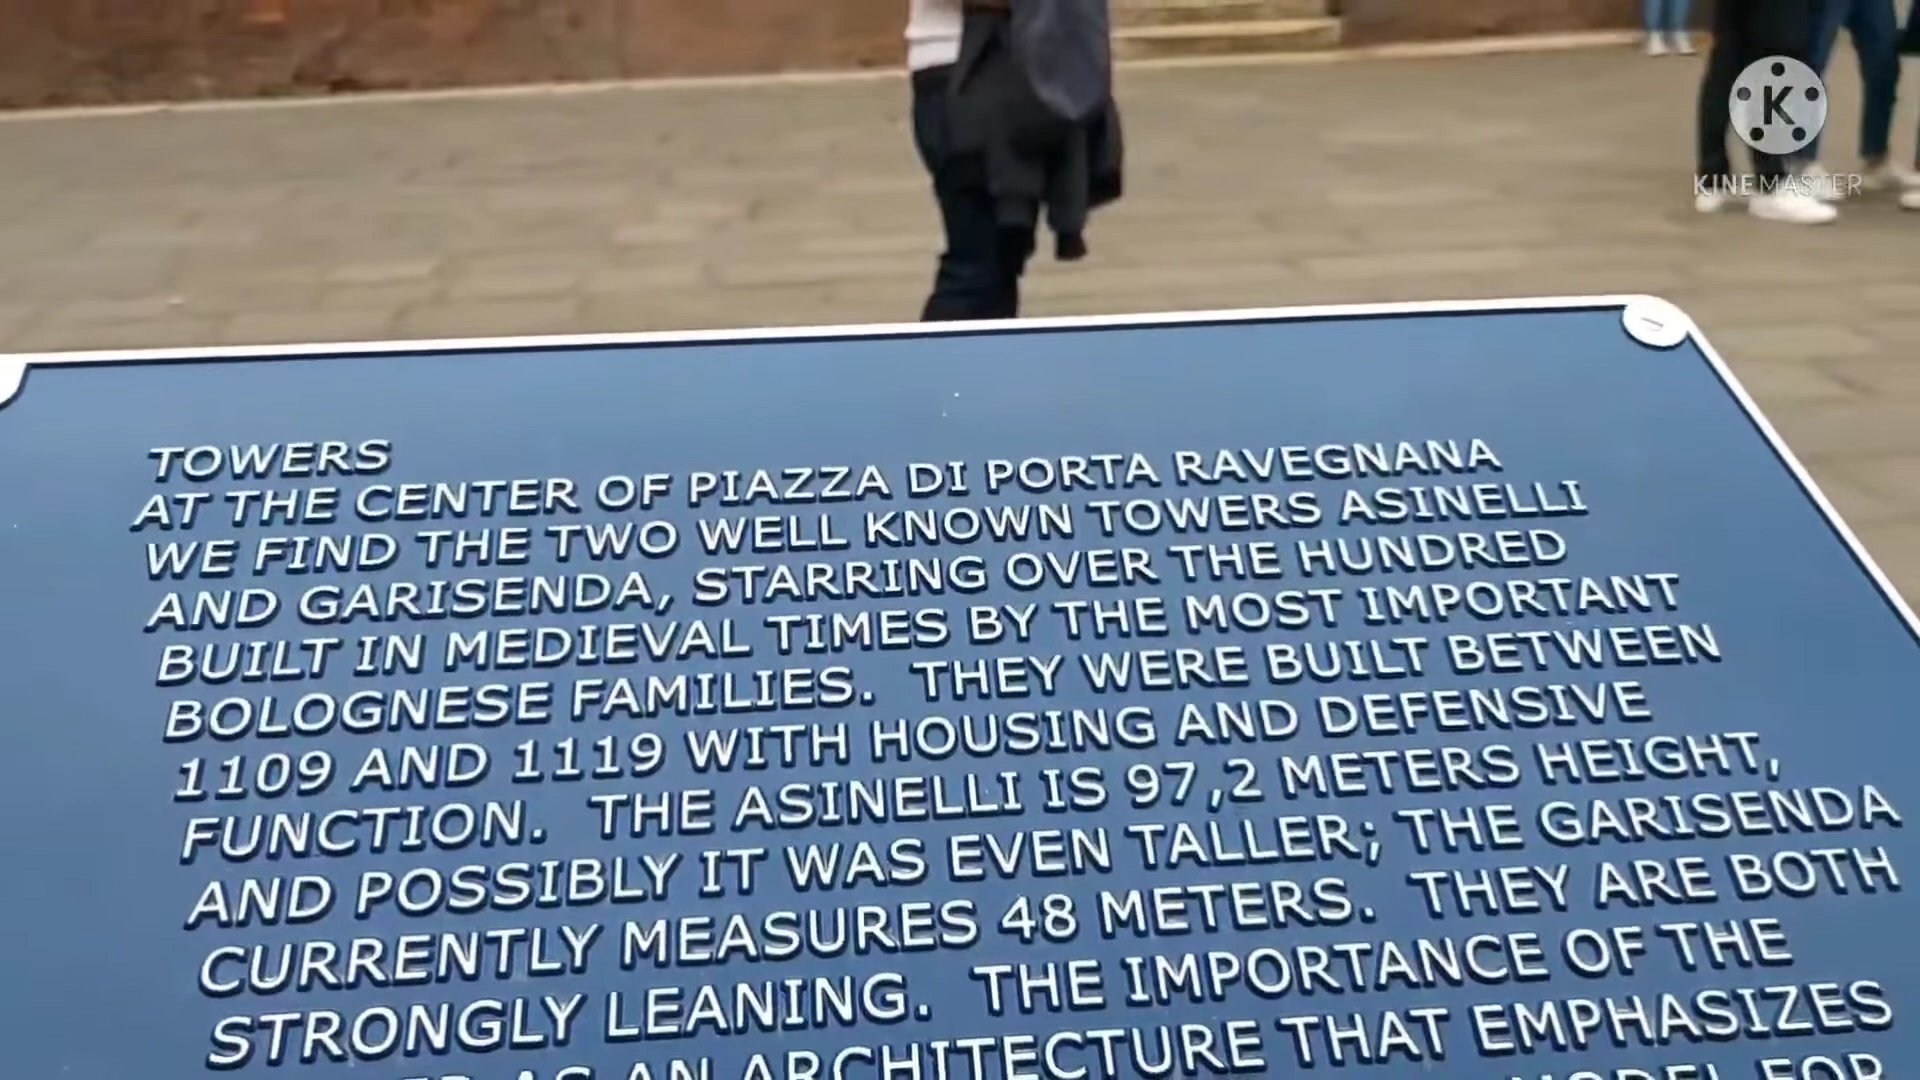 KINEMASTER
TOWERS
AT THE CENTER OF PIAZZA DI PORTA RAVEGNANA
WE FIND THE TWO WELL KNOWN TOWERS ASINELLI
AND GARISENDA, STARRING OVER THE HUNDRED
BUILT IN MEDIEVAL TIMES BY THE MOST IMPORTANT
BOLOGNESE FAMILIES. THEY WERE BUILT BETWEEN
1109 AND 1119 WITH HOUSING AND DEFENSIVE
FUNCTION. THE ASINELLI IS 97,2 METERS HEIGHT,
AND POSSIBLY IT WAS EVEN TALLER; THE GARISENDA
CURRENTLY MEASURES 48 METERS. THEY ARE BOTH
STRONGLY LEANING. THE IMPORTANCE OF THE
AS AN ARCHITECTURE THAT EMPHASIZES
MODEL FOR